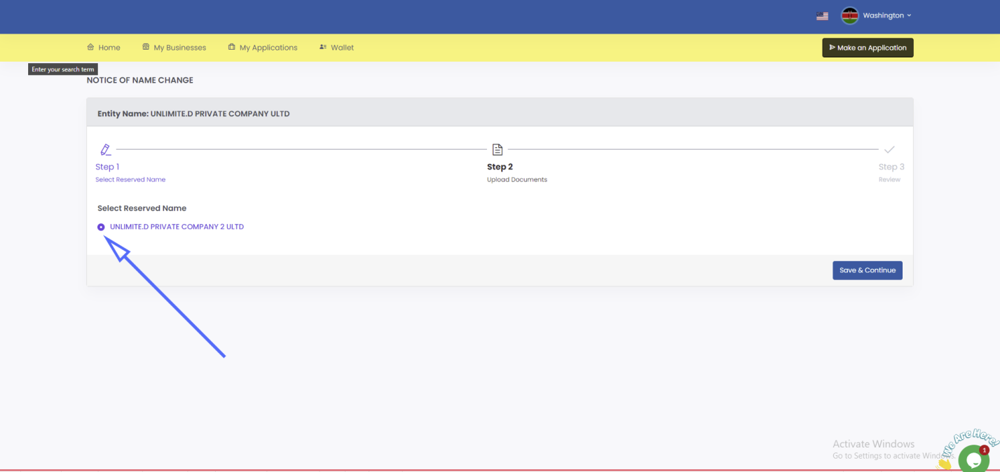 Washington
Home My Businesses My Applications Wallet Make an Application
Enter your search term
NOTICE OF NAME CHANGE
Entity Name: UNLIMITE.D PRIVATE COMPANY ULTD
Step 1 Step 2 Step 3
Select Reserved Name Upload Documents Review
Select Reserved Name
UNLIMITE.D PRIVATE COMPANY 2 ULTD
Save & Continue
Activate Windows
Go to Settings to activate Windows.
We Are Here!
1